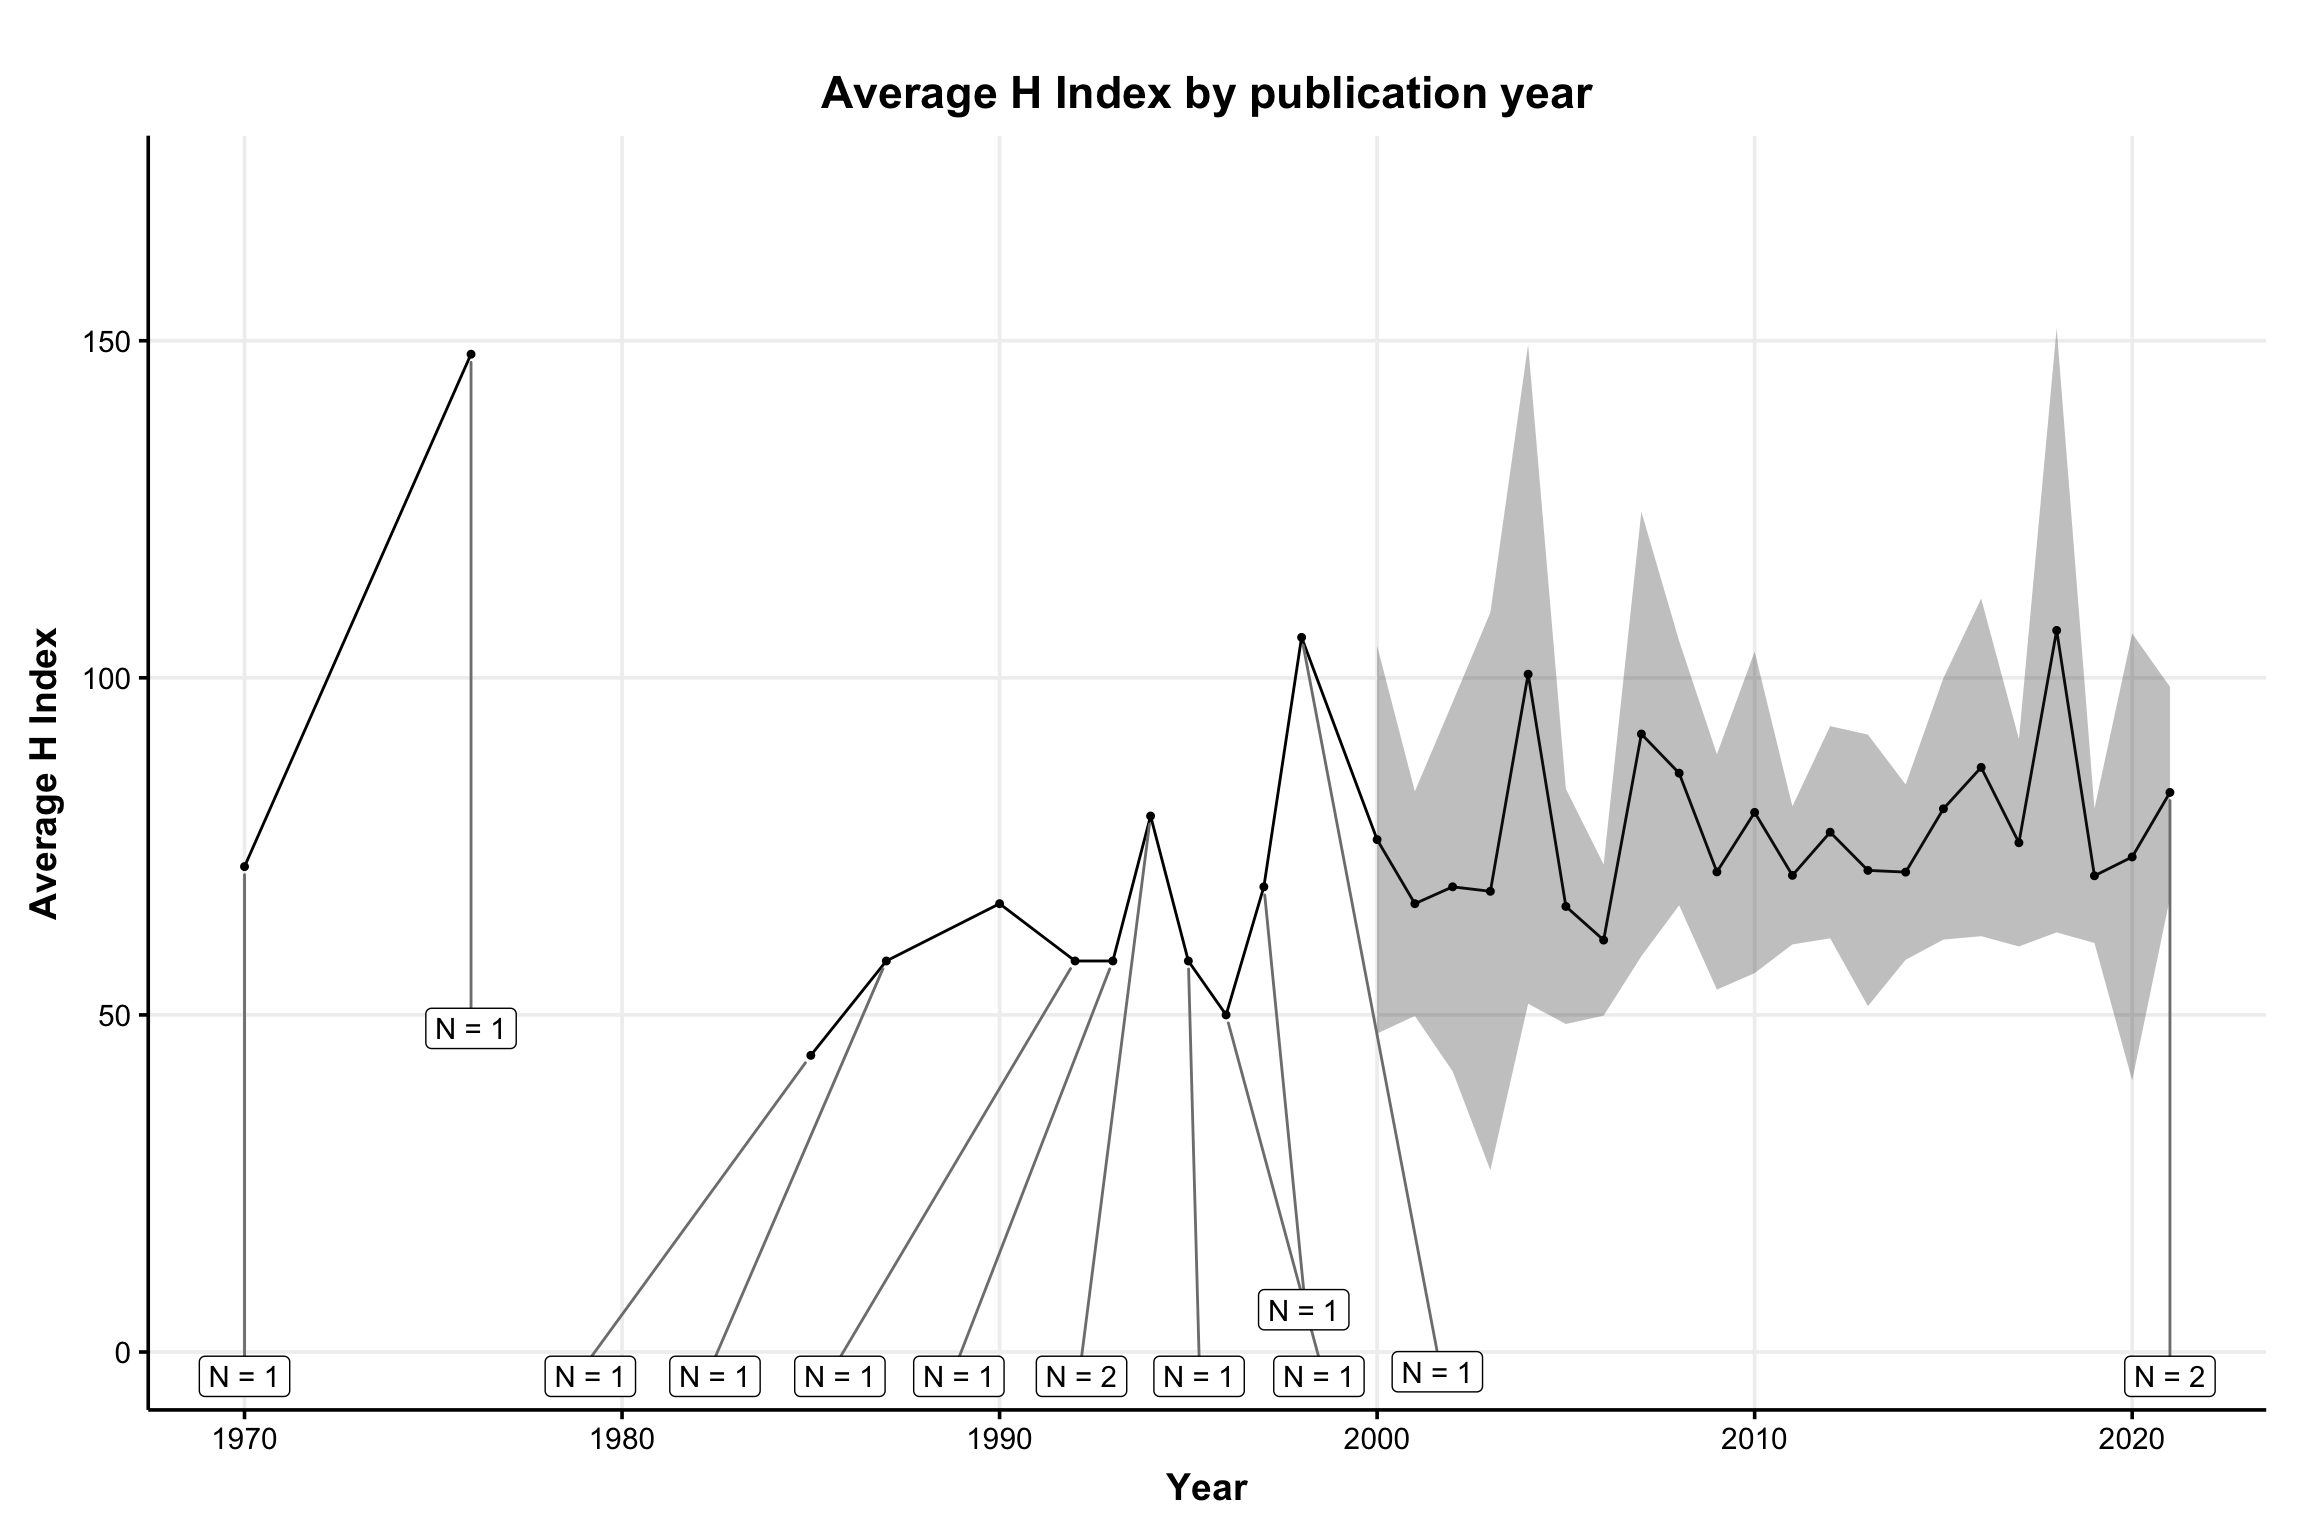 Average H Index by publication year
Average H Index
150
100
50
0
N = 1
N = 1
N = 1
N = 1
N = 1
N = 1
N = 1
N = 2
N = 1
N = 1
N = 1
N = 2
1970
1980
1990
2000
2010
2020
Year